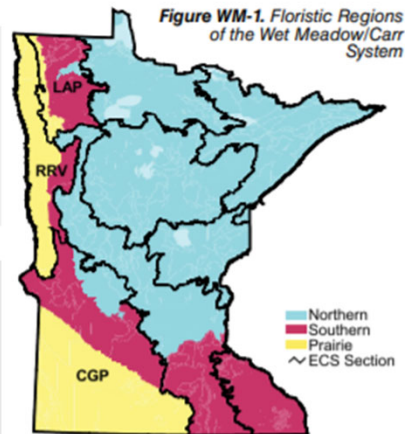 Figure WM-1. Floristic Regions
of the Wet Meadow/Carr
System
LAP
RRV
Northern
Southern
Prairie
ECS Section
CGP